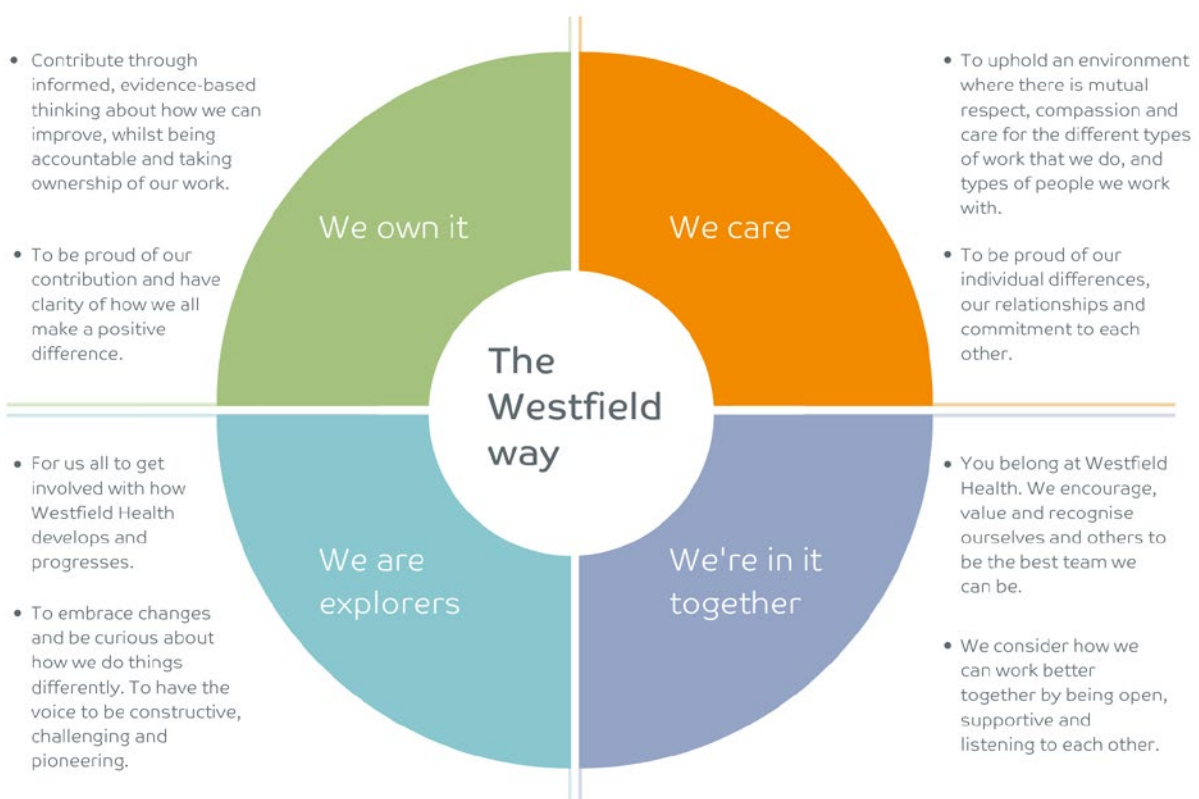 • Contribute through
informed, evidence-based
thinking about how we can
improve, whilst being
accountable and taking
ownership of our work.
• To be proud of our
contribution and have
clarity of how we all
make a positive
difference.
We own it
We care
• To uphold an environment
where there is mutual
respect, compassion and
care for the different types
of work that we do, and
types of people we work
with.
• To be proud of our
individual differences,
our relationships and
commitment to each
other.
The
Westfield
way
• For us all to get
involved with how
Westfield Health
develops and
progresses.
• To embrace changes
and be curious about
how we do things
differently. To have the
voice to be constructive,
challenging and
pioneering.
We are
explorers
We're in it
together
• You belong at Westfield
Health. We encourage,
value and recognise
ourselves and others to
be the best team we
can be.
• We consider how we
can work better
together by being open,
supportive and
listening to each other.